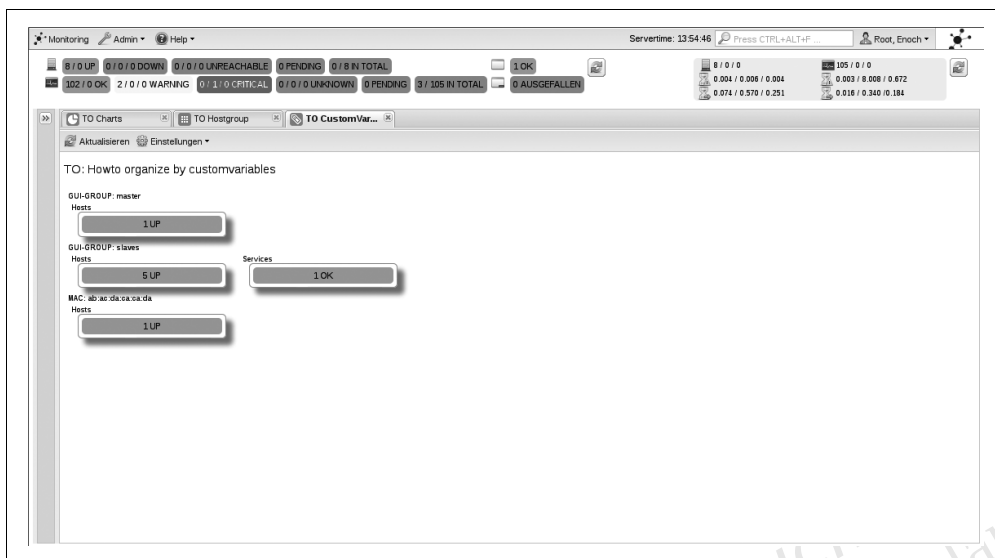 Monitoring Admin Help Servertime: 13:54:46 Press CTRL+ALT+F ... Root, Enoch
8 / 0 UP 0 / 0 / 0 DOWN 0 / 0 / 0 UNREACHABLE 0 PENDING 0 / 8 IN TOTAL 1 OK 8 / 0 / 0 105 / 0 / 0
102 / 0 OK 2 / 0 / 0 WARNING 0 / 1 / 0 CRITICAL 0 / 0 / 0 UNKNOWN 0 PENDING 3 / 105 IN TOTAL 0 AUSGEFALLEN 0.004 / 0.006 / 0.004 0.003 / 8.008 / 0.672
0.074 / 0.570 / 0.251 0.016 / 0.340 /0.184
TO Charts TO Hostgroup TO CustomVar...
Aktualisieren Einstellungen
TO: Howto organize by customvariables
GUI-GROUP: master
Hosts
1 UP
GUI-GROUP: slaves
Hosts Services
5 UP 1 OK
MAC: ab:ac:da:ca:ca:da
Hosts
1 UP